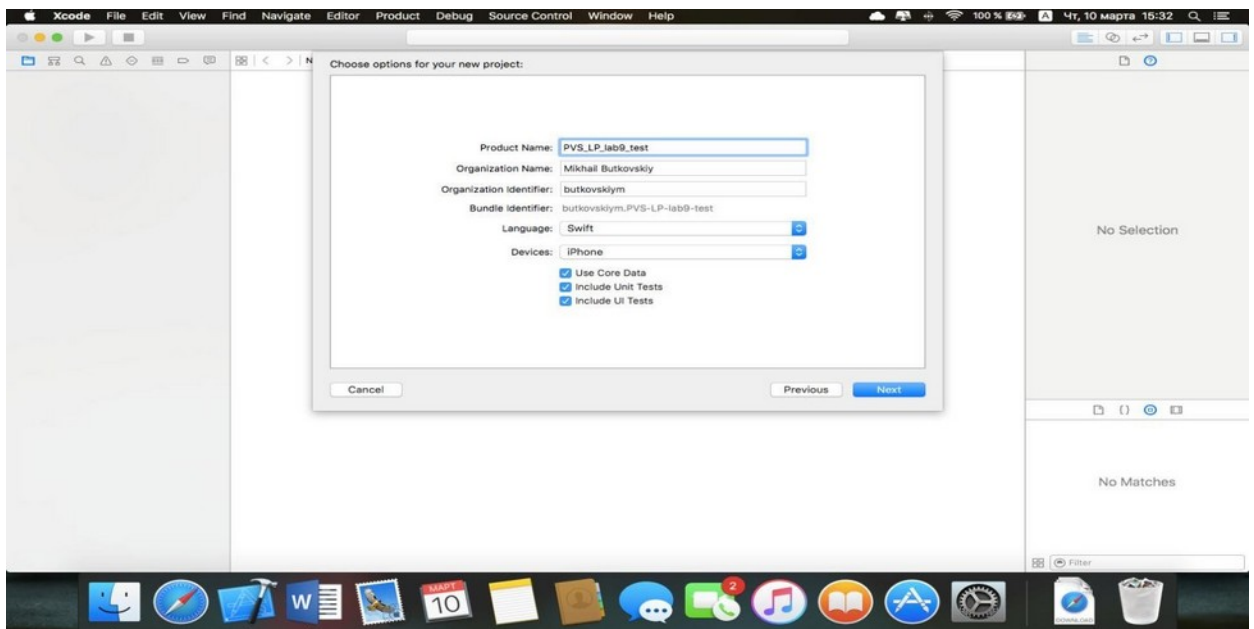 Xcode File Edit View Find Navigate Editor Product Debug Source Control Window Help 100 % A Чт, 10 марта 15:32
N
Choose options for your new project:
Product Name: PVS_LP_lab9_test
Organization Name: Mikhail Butkovskiy
Organization Identifier: butkovskiym
Bundle Identifier: butkovskiym.PVS-LP-lab9-test
Language: Swift
Devices: iPhone
Use Core Data
Include Unit Tests
Include UI Tests
Cancel Previous Next
No Selection
No Matches
Filter
W
МАРТ
10
2
DOWNLOAD